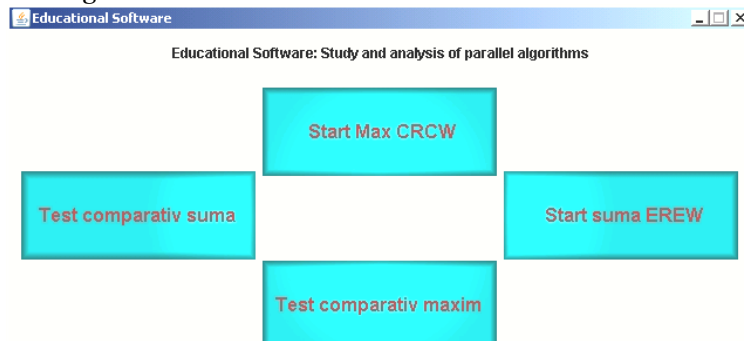 Educational Software
Educational Software: Study and analysis of parallel algorithms
Start Max CRCW
Test comparativ suma
Start suma EREW
Test comparativ maxim